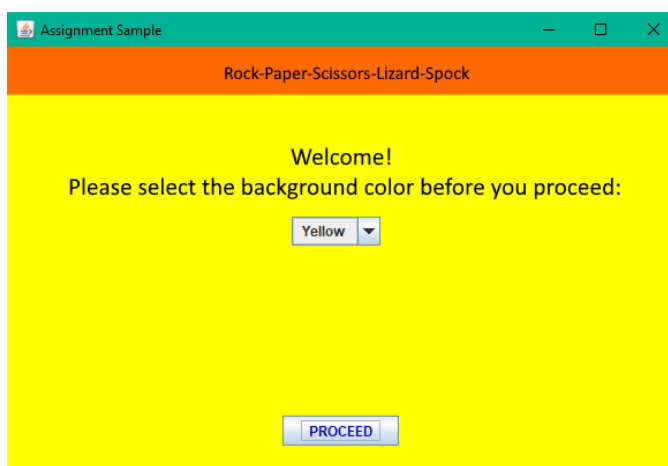 Assignment Sample
Rock-Paper-Scissors-Lizard-Spock
Welcome!
Please select the background color before you proceed:
Yellow
PROCEED